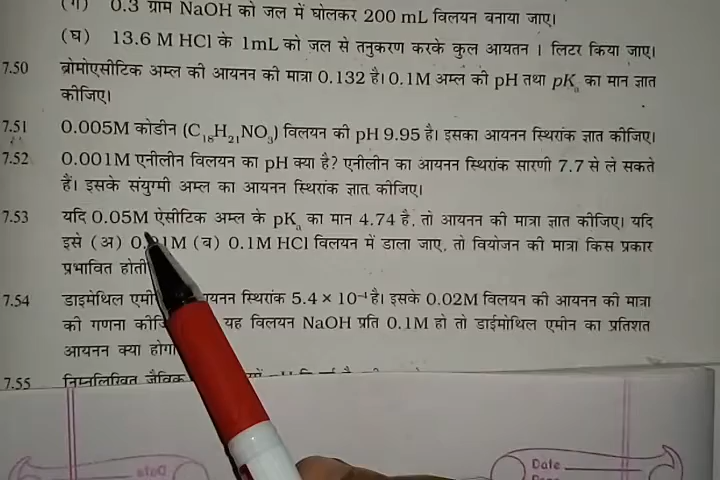 (ग) 0.3 ग्राम NaOH को जल में घोलकर 200 mL विलयन बनाया जाए।
(घ) 13.6 M HCl के 1mL को जल से तनुकरण करके कुल आयतन 1 लिटर किया जाए।
7.50 ब्रोमोएसीटिक अम्ल की आयनन की मात्रा 0.132 है। 0.1M अम्ल की pH तथा pKₐ का मान ज्ञात
कीजिए।
7.51 0.005M कोडीन (C₁₈H₂₁NO₃) विलयन की pH 9.95 है। इसका आयनन स्थिरांक ज्ञात कीजिए।
7.52 0.001M एनीलीन विलयन का pH क्या है? एनीलीन का आयनन स्थिरांक सारणी 7.7 से ले सकते
हैं। इसके संयुग्मी अम्ल का आयनन स्थिरांक ज्ञात कीजिए।
7.53 यदि 0.05M ऐसीटिक अम्ल के pKₐ का मान 4.74 है, तो आयनन की मात्रा ज्ञात कीजिए। यदि
इसे (अ) 0.01M (ब) 0.1M HCl विलयन में डाला जाए, तो वियोजन की मात्रा किस प्रकार
प्रभावित होती
7.54 डाइमेथिल आयनन स्थिरांक 5.4 × 10⁻⁴ है। इसके 0.02M विलयन की आयनन की मात्रा
की गणना यह विलयन NaOH प्रति 0.1M हो तो डाईमोथिल एमीन का प्रतिशत
आयनन क्या होगा
7.55 निम्नलिखित जैविक
Date